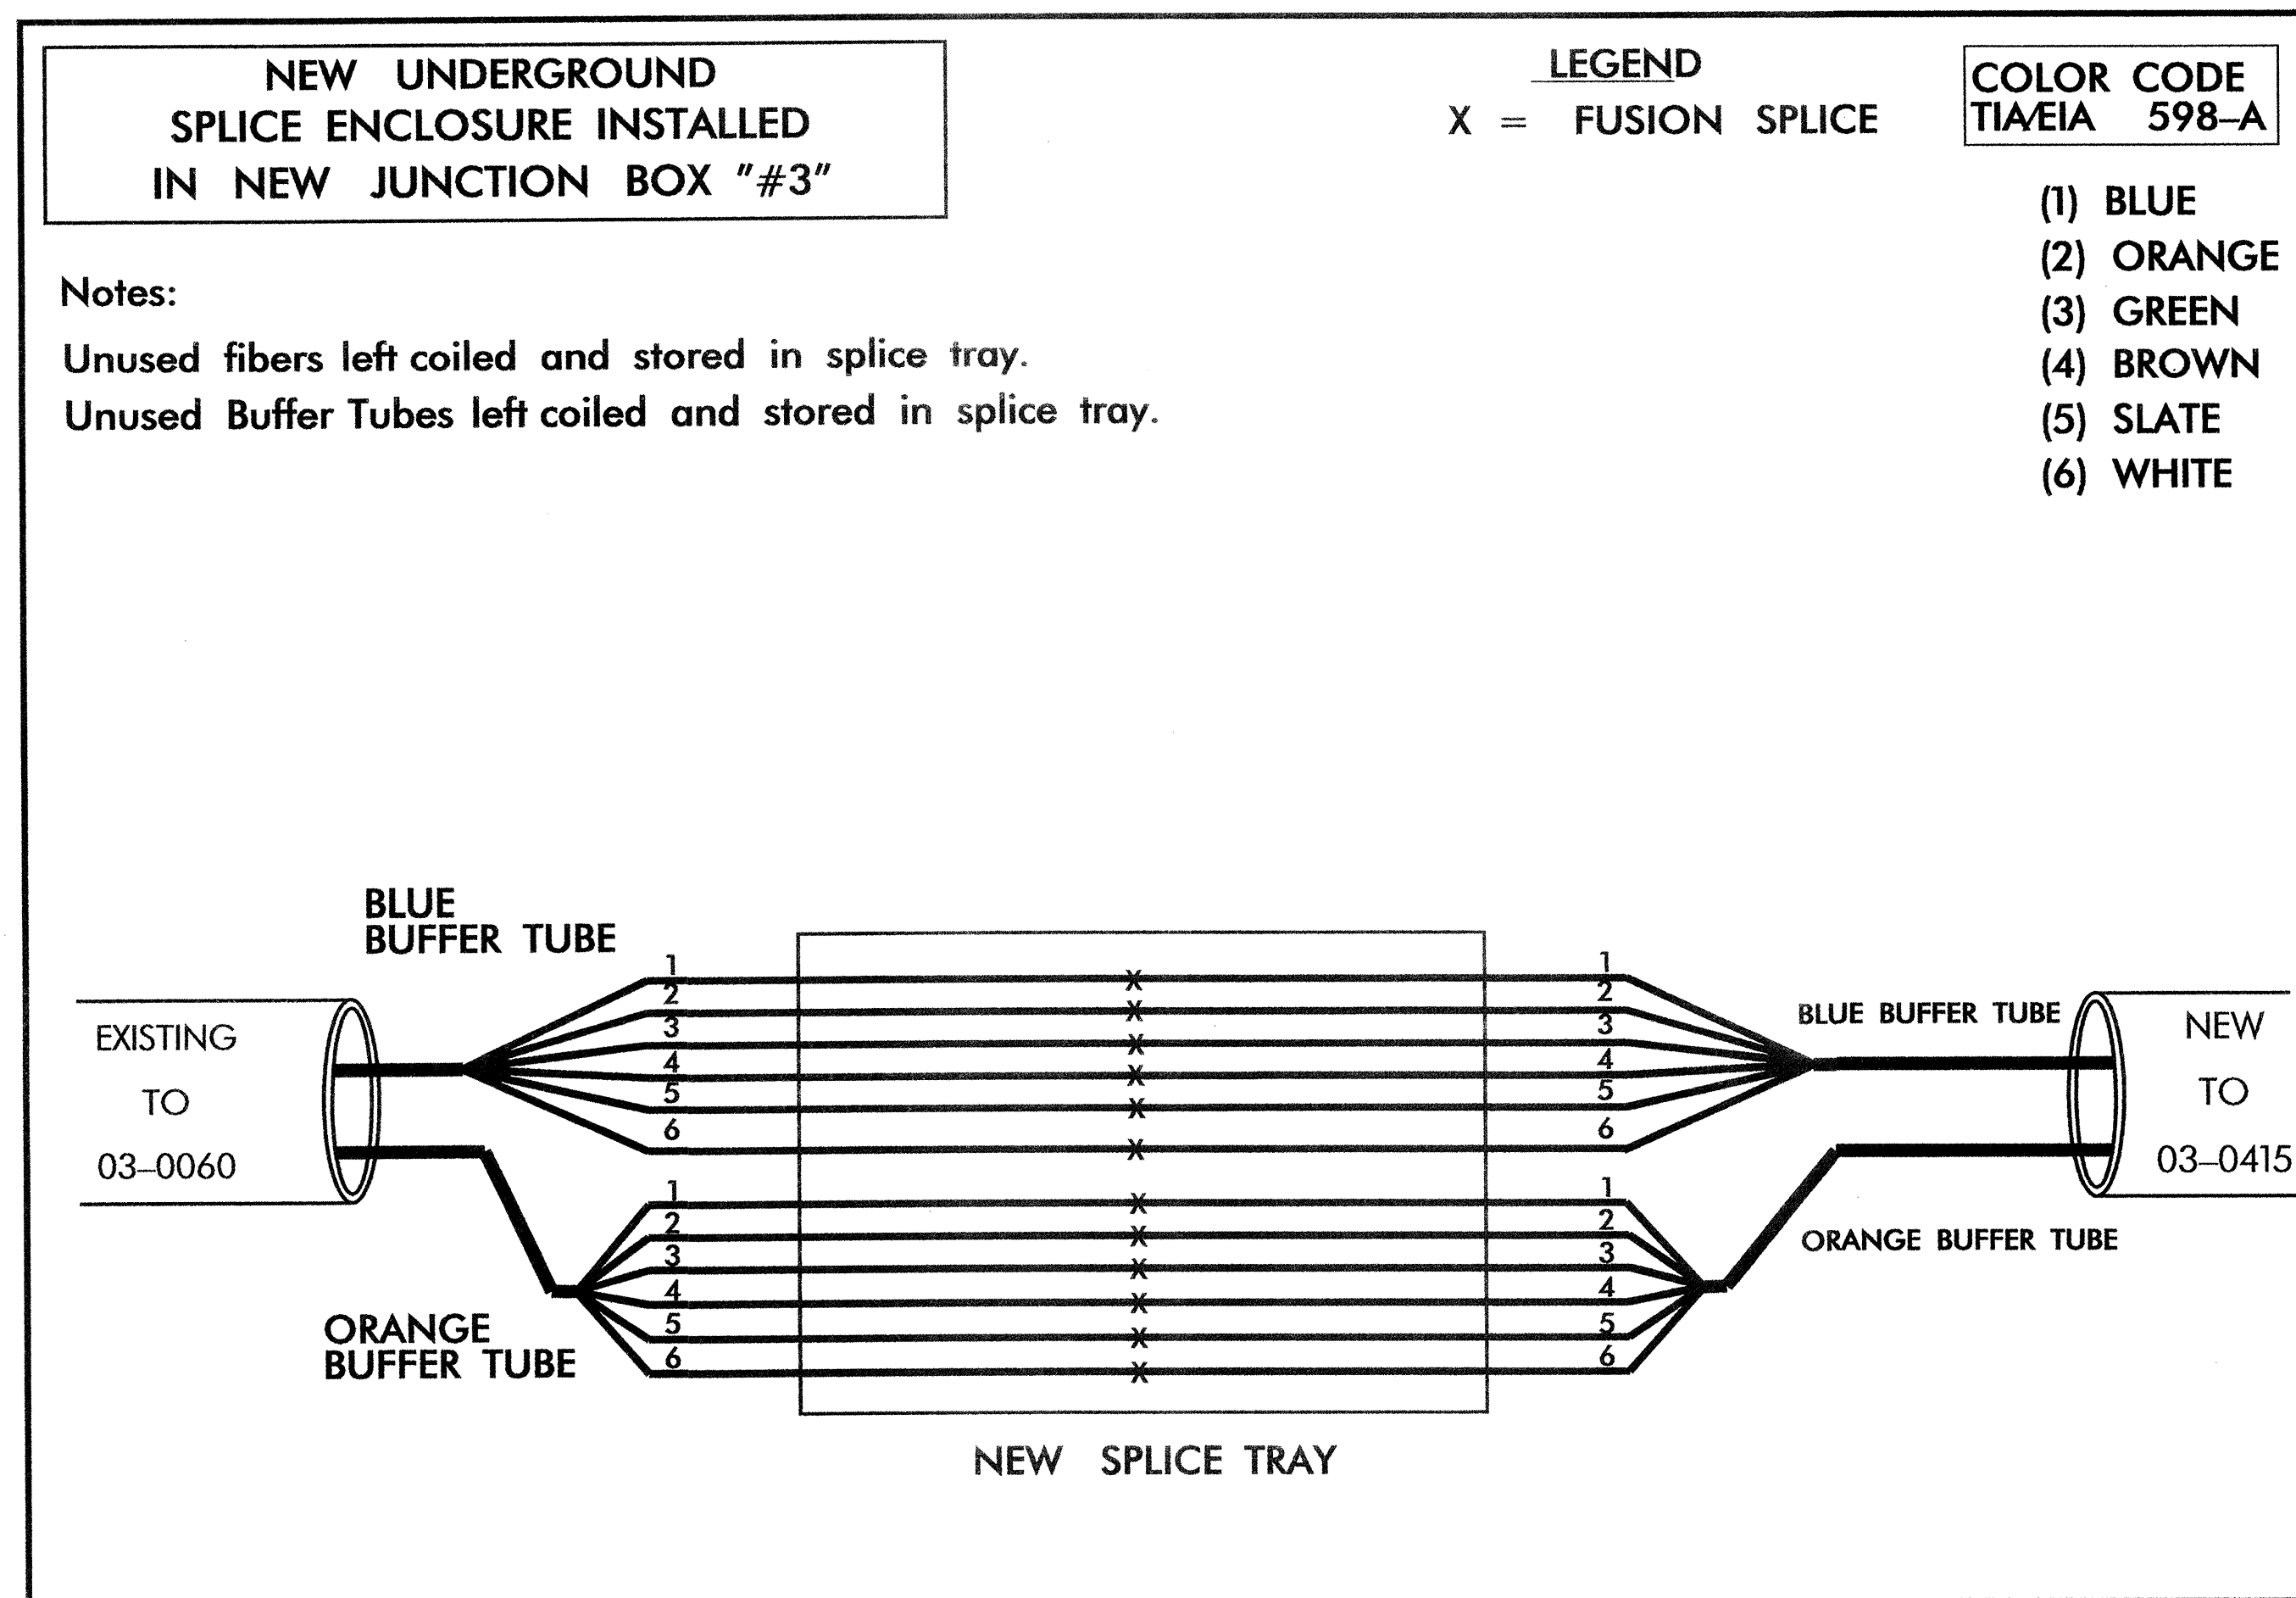 NEW UNDERGROUND
SPLICE ENCLOSURE INSTALLED
IN NEW JUNCTION BOX "#3"
LEGEND
X = FUSION SPLICE
COLOR CODE
TIA/EIA 598-A
(1) BLUE
(2) ORANGE
(3) GREEN
(4) BROWN
(5) SLATE
(6) WHITE
Notes:
Unused fibers left coiled and stored in splice tray.
Unused Buffer Tubes left coiled and stored in splice tray.
BLUE
BUFFER TUBE
EXISTING
TO
03-0060
1
2
3
4
5
6
X
X
X
X
X
X
1
2
3
4
5
6
BLUE BUFFER TUBE
NEW
TO
03-0415
ORANGE
BUFFER TUBE
1
2
3
4
5
6
X
X
X
X
X
X
1
2
3
4
5
6
ORANGE BUFFER TUBE
NEW SPLICE TRAY